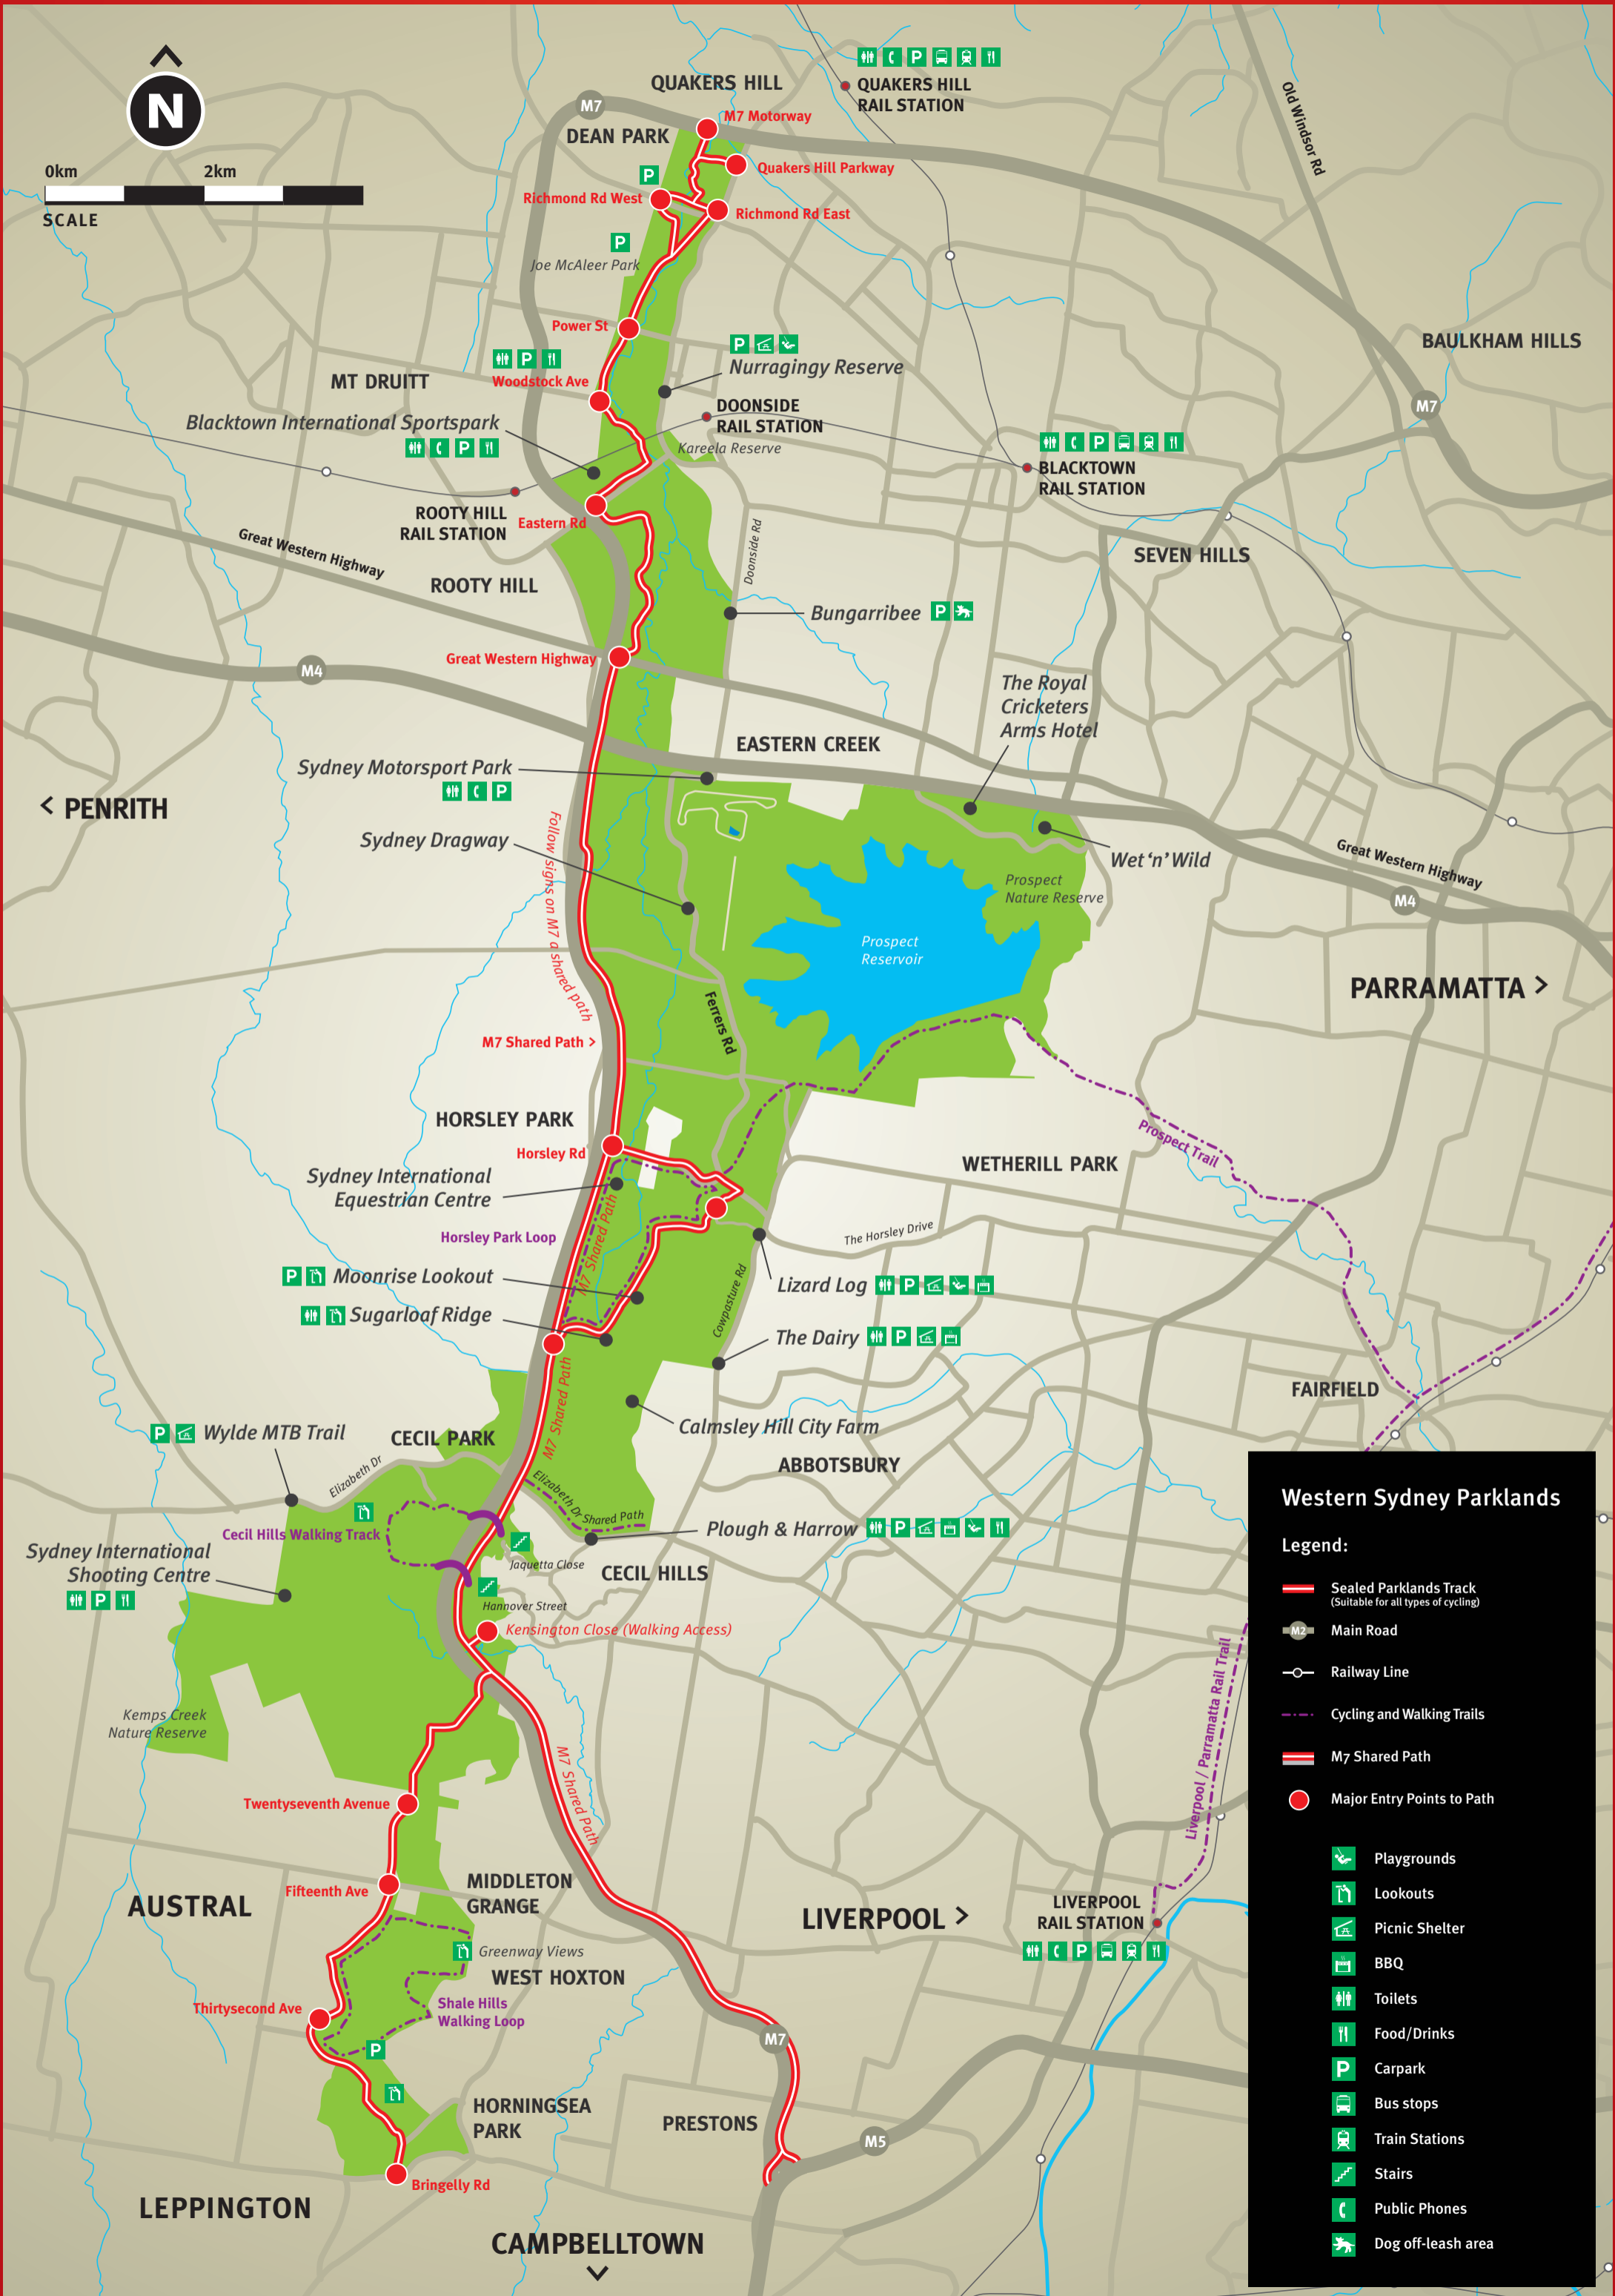 N
0km
2km
SCALE
QUAKERS HILL
QUAKERS HILL
RAIL STATION
M7
DEAN PARK
M7 Motorway
Quakers Hill Parkway
P
Richmond Rd West
Richmond Rd East
P
Joe McAleer Park
Old Windsor Rd
Power St
BAULKHAM HILLS
Nurragingy Reserve
MT DRUITT
Woodstock Ave
DOONSIDE
RAIL STATION
M7
Blacktown International Sportspark
Kareela Reserve
BLACKTOWN
RAIL STATION
ROOTY HILL
RAIL STATION
Eastern Rd
Great Western Highway
Doonside Rd
SEVEN HILLS
ROOTY HILL
Bungarribee
Great Western Highway
M4
The Royal
Cricketers
Arms Hotel
EASTERN CREEK
Sydney Motorsport Park
< PENRITH
Follow signs on M7 a shared path
Sydney Dragway
Wet 'n' Wild
Great Western Highway
Prospect
Nature Reserve
M4
Prospect
Reservoir
PARRAMATTA >
Ferrers Rd
M7 Shared Path >
HORSLEY PARK
Horsley Rd
Prospect Trail
WETHERILL PARK
Sydney International
Equestrian Centre
M7 Shared Path
Horsley Park Loop
The Horsley Drive
Moonrise Lookout
Lizard Log
Cowpasture Rd
Sugarloaf Ridge
The Dairy
M7 Shared Path
FAIRFIELD
Calmsley Hill City Farm
Wylde MTB Trail
CECIL PARK
ABBOTSBURY
Elizabeth Dr
Elizabeth Dr Shared Path
Plough & Harrow
Cecil Hills Walking Track
Sydney International
Shooting Centre
Jaquetta Close
CECIL HILLS
Hannover Street
Kensington Close (Walking Access)
Kemps Creek
Nature Reserve
M7 Shared Path
Liverpool / Parramatta Rail Trail
Twentyseventh Avenue
Fifteenth Ave
MIDDLETON
GRANGE
AUSTRAL
LIVERPOOL >
LIVERPOOL
RAIL STATION
Greenway Views
WEST HOXTON
Thirtysecond Ave
Shale Hills
Walking Loop
P
M7
HORNINGSEA
PARK
PRESTONS
M5
Bringelly Rd
LEPPINGTON
CAMPBELLTOWN
Western Sydney Parklands
Legend:
Sealed Parklands Track
(Suitable for all types of cycling)
M2 Main Road
Railway Line
Cycling and Walking Trails
M7 Shared Path
Major Entry Points to Path
Playgrounds
Lookouts
Picnic Shelter
BBQ
Toilets
Food/Drinks
P Carpark
Bus stops
Train Stations
Stairs
Public Phones
Dog off-leash area